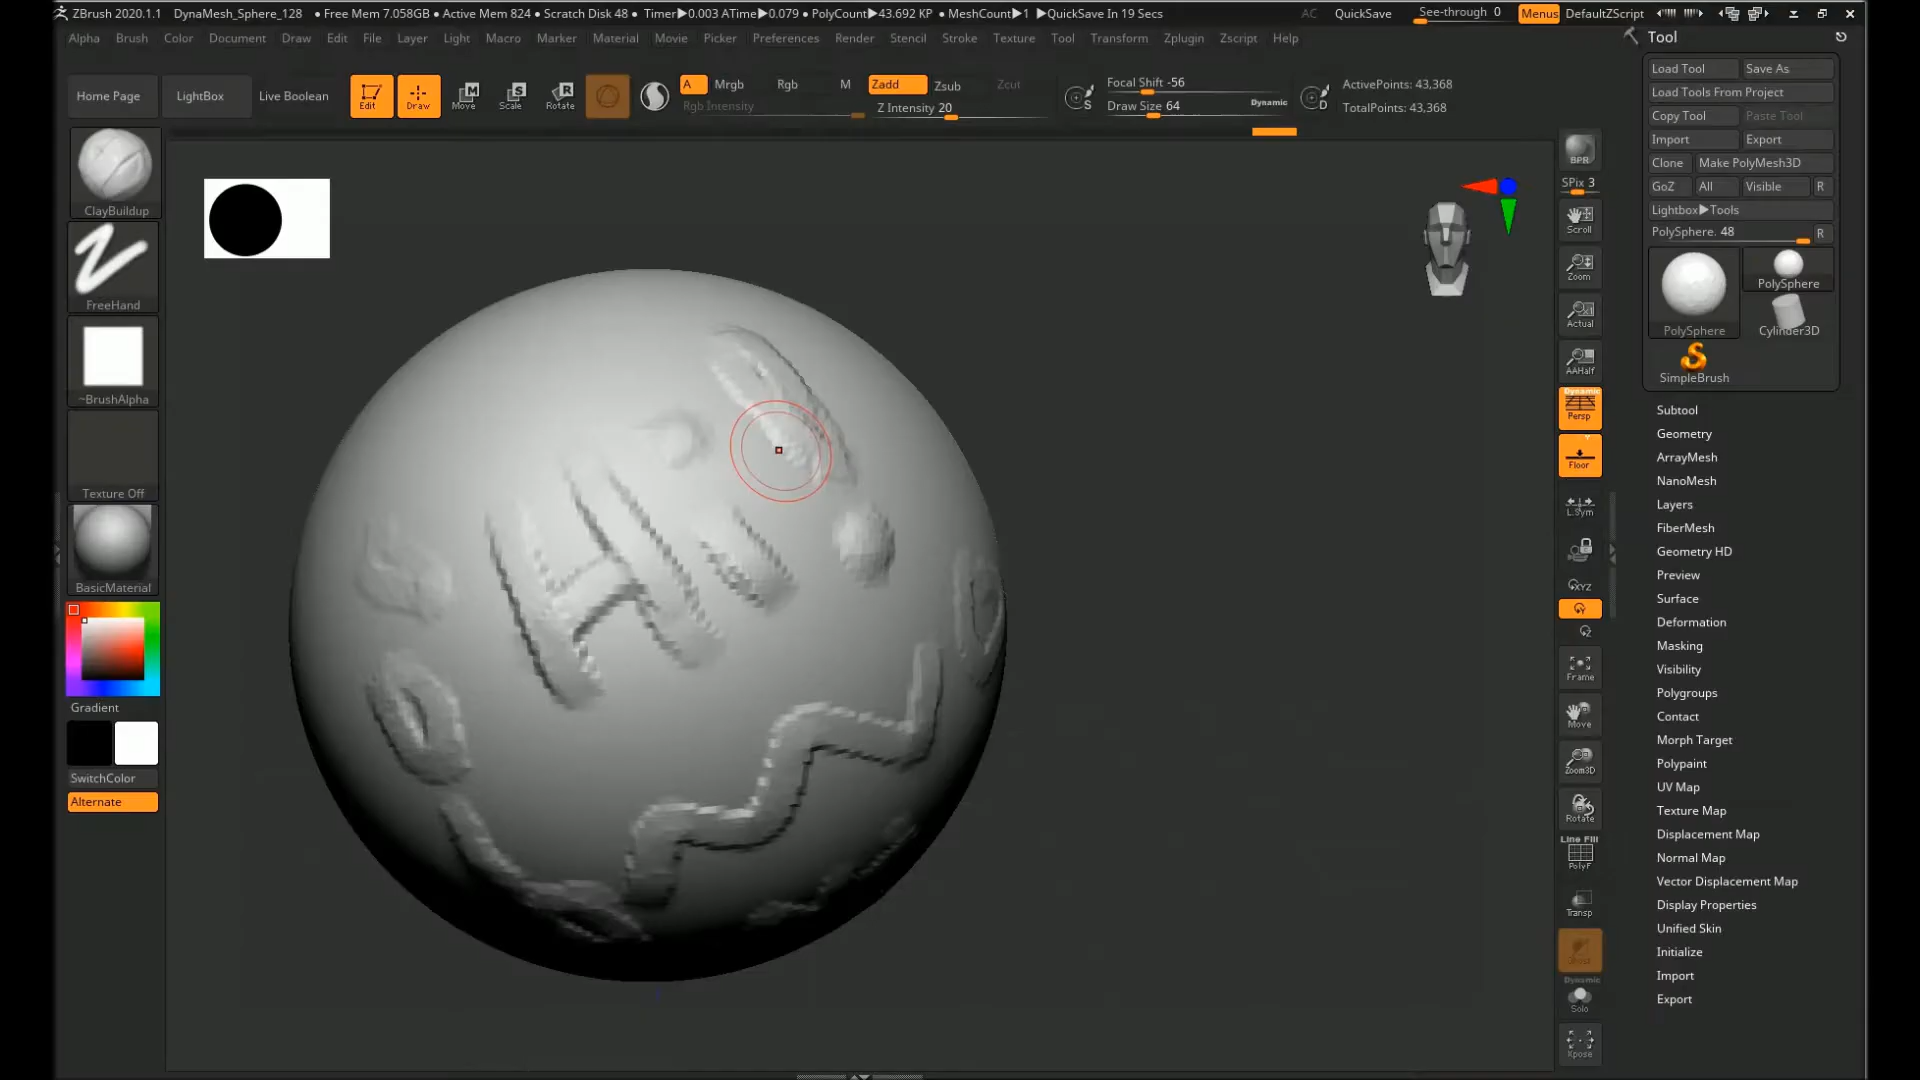 ZBrush 2020.1.1 DynaMesh_Sphere_128 • Free Mem 7.058GB • Active Mem 824 • Scratch Disk 48 • Timer▶0.003 ATime▶0.079 • PolyCount▶43.692 KP • MeshCount▶1 ▶QuickSave In 19 Secs AC QuickSave See-through 0 Menus DefaultZScript
Alpha Brush Color Document Draw Edit File Layer Light Macro Marker Material Movie Picker Preferences Render Stencil Stroke Texture Tool Transform Zplugin Zscript Help
Home Page LightBox Live Boolean Edit Draw Move Scale Rotate A Mrgb Rgb M Zadd Zsub Zcut Focal Shift -56 ActivePoints: 43,368
Rgb Intensity Z Intensity 20 Draw Size 64 Dynamic TotalPoints: 43,368
S D
ClayBuildup
FreeHand
~BrushAlpha
Texture Off
BasicMaterial
Gradient
SwitchColor
Alternate
H
BPR
SPix 3
Scroll
Zoom
Actual
AAHalf
Dynamic
Persp
Floor
L.Sym
XYZ
Y
Z
Frame
Move
Zoom3D
Rotate
Line Fill
PolyF
Transp
Dynamic
Solo
Xpose
Tool
Load Tool Save As
Load Tools From Project
Copy Tool Paste Tool
Import Export
Clone Make PolyMesh3D
GoZ All Visible R
Lightbox▶Tools
PolySphere. 48 R
PolySphere
PolySphere Cylinder3D
SimpleBrush
Subtool
Geometry
ArrayMesh
NanoMesh
Layers
FiberMesh
Geometry HD
Preview
Surface
Deformation
Masking
Visibility
Polygroups
Contact
Morph Target
Polypaint
UV Map
Texture Map
Displacement Map
Normal Map
Vector Displacement Map
Display Properties
Unified Skin
Initialize
Import
Export